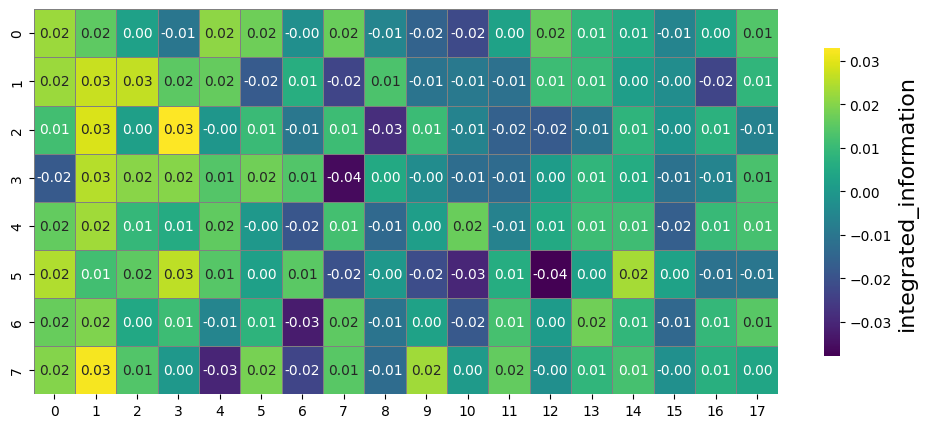 0 0.02 0.02 0.00 -0.01 0.02 0.02 -0.00 0.02 -0.01 -0.02 -0.02 0.00 0.02 0.01 0.01 -0.01 0.00 0.01
1 0.02 0.03 0.03 0.02 0.02 -0.02 0.01 -0.02 0.01 -0.01 -0.01 -0.01 0.01 0.01 -0.00 -0.00 -0.02 0.01
2 0.01 0.03 0.00 0.03 -0.00 0.01 -0.01 0.01 -0.03 0.01 -0.01 -0.02 -0.02 -0.01 0.01 -0.00 0.01 -0.01
3 -0.02 0.03 0.02 0.02 0.01 0.02 0.01 -0.04 0.00 -0.00 -0.01 -0.01 0.00 0.01 0.01 -0.01 -0.01 0.01
4 0.02 0.02 0.01 0.01 0.02 -0.00 -0.02 0.01 -0.01 0.00 0.02 -0.01 0.01 0.01 0.01 -0.02 0.01 0.01
5 0.02 0.01 0.02 0.03 0.01 0.00 0.01 -0.02 -0.00 -0.02 -0.03 0.01 -0.04 0.00 0.02 0.00 -0.01 -0.01
6 0.02 0.02 0.00 0.01 -0.01 0.01 -0.03 0.02 -0.01 0.00 -0.02 0.01 0.00 0.02 0.01 -0.01 0.01 0.01
7 0.02 0.03 0.01 0.00 -0.03 0.02 -0.02 0.01 -0.01 0.02 0.00 0.02 -0.00 0.01 0.01 -0.00 0.01 0.00
0 1 2 3 4 5 6 7 8 9 10 11 12 13 14 15 16 17
0.03
0.02
0.01
0.00
−0.01
−0.02
−0.03
integrated_information